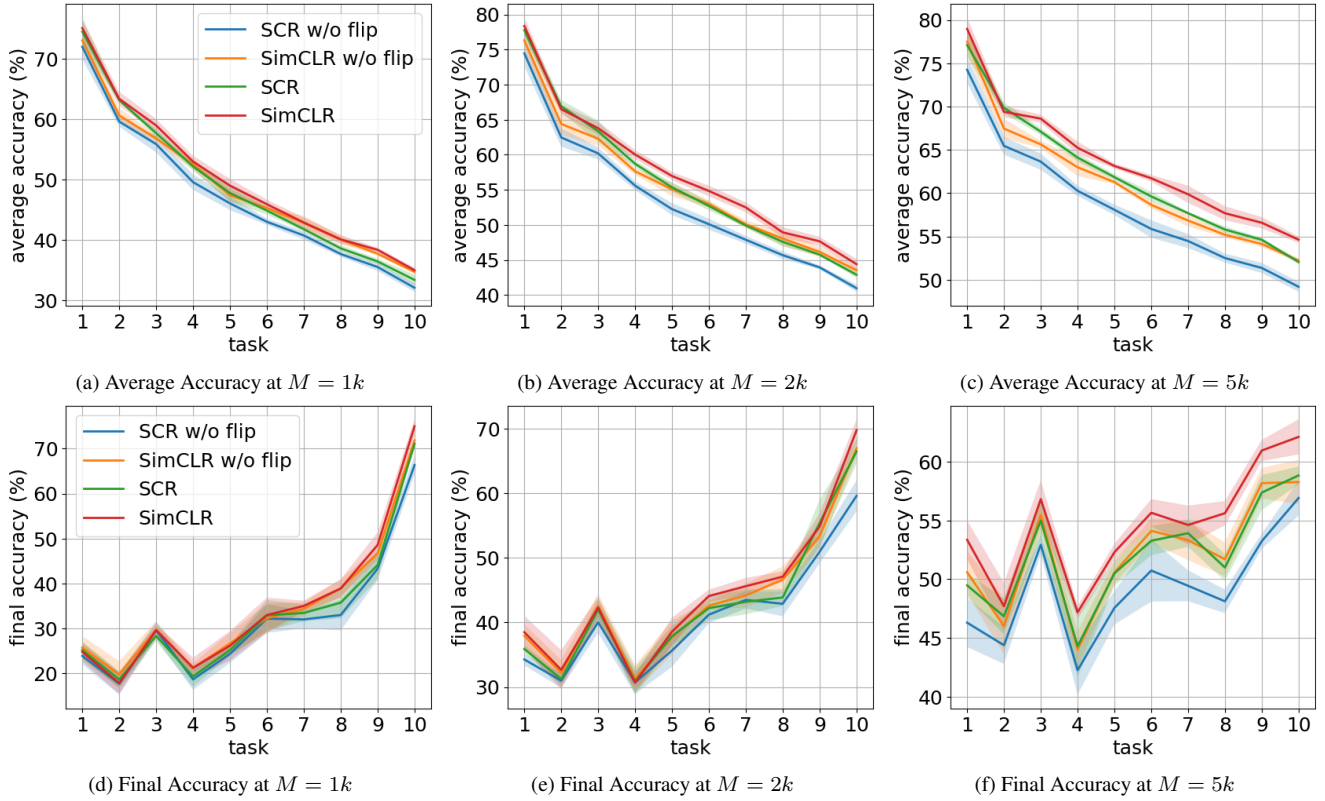 70
60
50
40
30
average accuracy (%)
SCR w/o flip
SimCLR w/o flip
SCR
SimCLR
1 2 3 4 5 6 7 8 9 10
task
(a) Average Accuracy at M = 1k
80
75
70
65
60
55
50
45
40
average accuracy (%)
1 2 3 4 5 6 7 8 9 10
task
(b) Average Accuracy at M = 2k
80
75
70
65
60
55
50
average accuracy (%)
1 2 3 4 5 6 7 8 9 10
task
(c) Average Accuracy at M = 5k
70
60
50
40
30
20
final accuracy (%)
SCR w/o flip
SimCLR w/o flip
SCR
SimCLR
1 2 3 4 5 6 7 8 9 10
task
(d) Final Accuracy at M = 1k
70
60
50
40
30
final accuracy (%)
1 2 3 4 5 6 7 8 9 10
task
(e) Final Accuracy at M = 2k
60
55
50
45
40
final accuracy (%)
1 2 3 4 5 6 7 8 9 10
task
(f) Final Accuracy at M = 5k